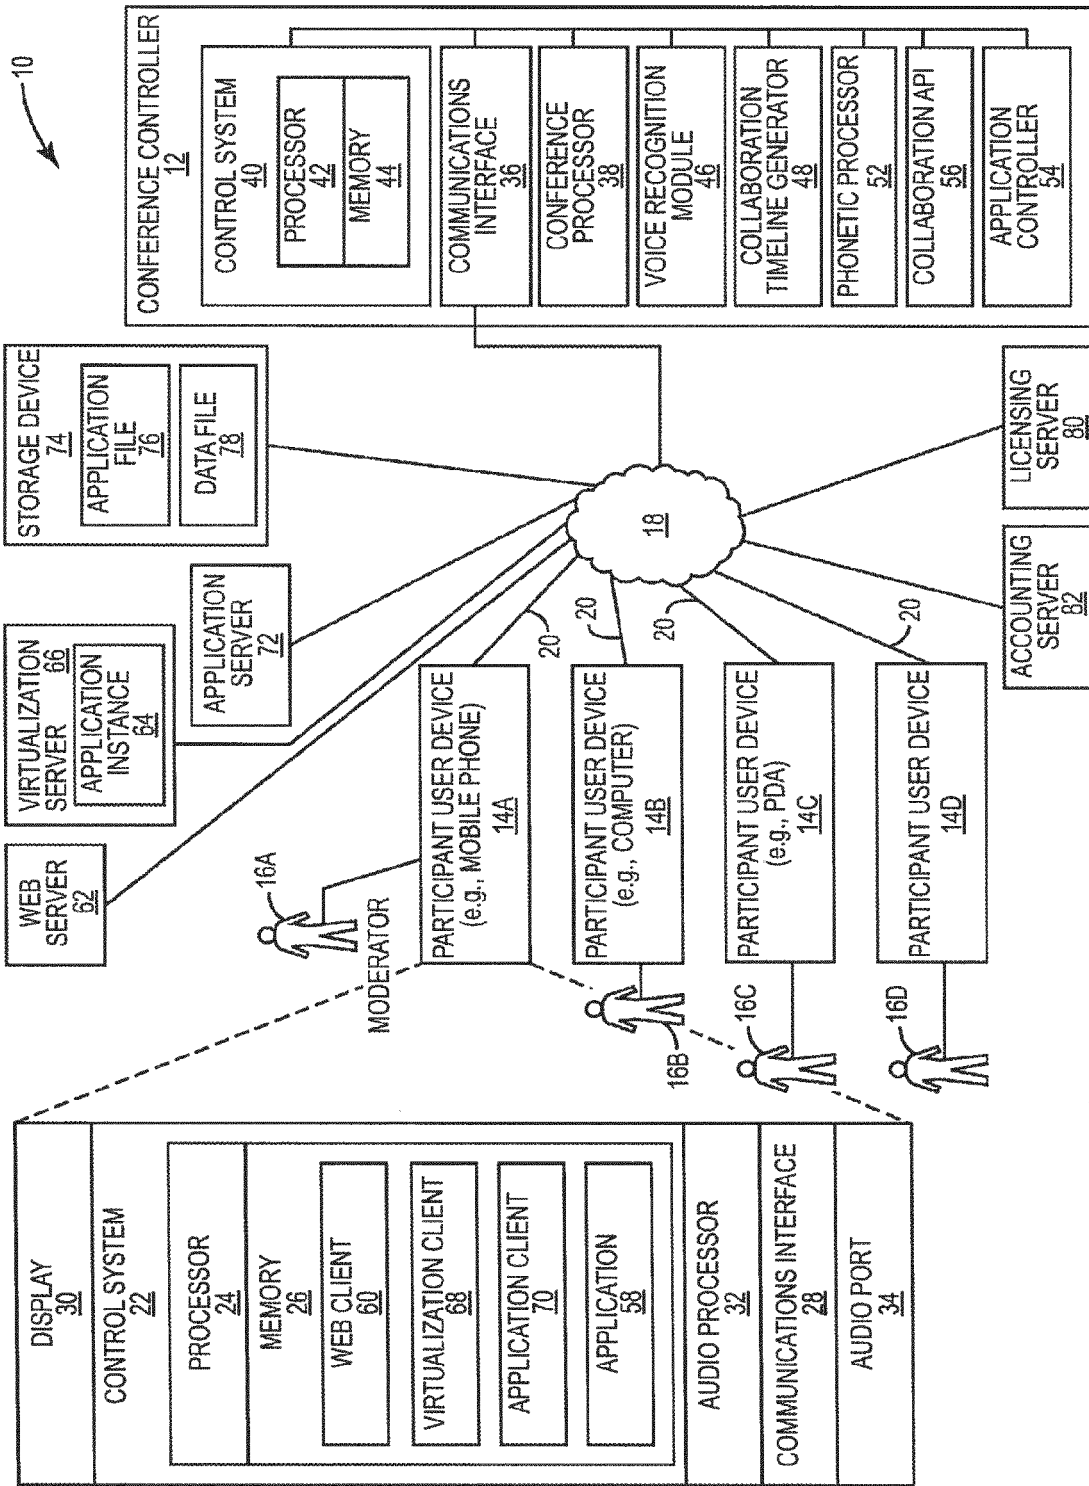 10
CONFERENCE CONTROLLER
12
CONTROL SYSTEM
40
PROCESSOR
42
MEMORY
44
COMMUNICATIONS
INTERFACE
36
CONFERENCE
PROCESSOR
38
VOICE RECOGNITION
MODULE
46
COLLABORATION
TIMELINE GENERATOR
48
PHONETIC PROCESSOR
52
COLLABORATION API
56
APPLICATION
CONTROLLER
54
STORAGE DEVICE
74
APPLICATION
FILE
76
DATA FILE
78
18
LICENSING
SERVER
80
ACCOUNTING
SERVER
82
VIRTUALIZATION
SERVER 66
APPLICATION
INSTANCE
64
APPLICATION
SERVER
72
WEB
SERVER
62
20
20
20
20
PARTICIPANT USER DEVICE
(e.g., MOBILE PHONE)
14A
PARTICIPANT USER DEVICE
(e.g., COMPUTER)
14B
PARTICIPANT USER DEVICE
(e.g., PDA)
14C
PARTICIPANT USER DEVICE
14D
16A
MODERATOR
16B
16C
16D
DISPLAY
30
CONTROL SYSTEM
22
PROCESSOR
24
MEMORY
26
WEB CLIENT
60
VIRTUALIZATION CLIENT
68
APPLICATION CLIENT
70
APPLICATION
58
AUDIO PROCESSOR
32
COMMUNICATIONS INTERFACE
28
AUDIO PORT
34